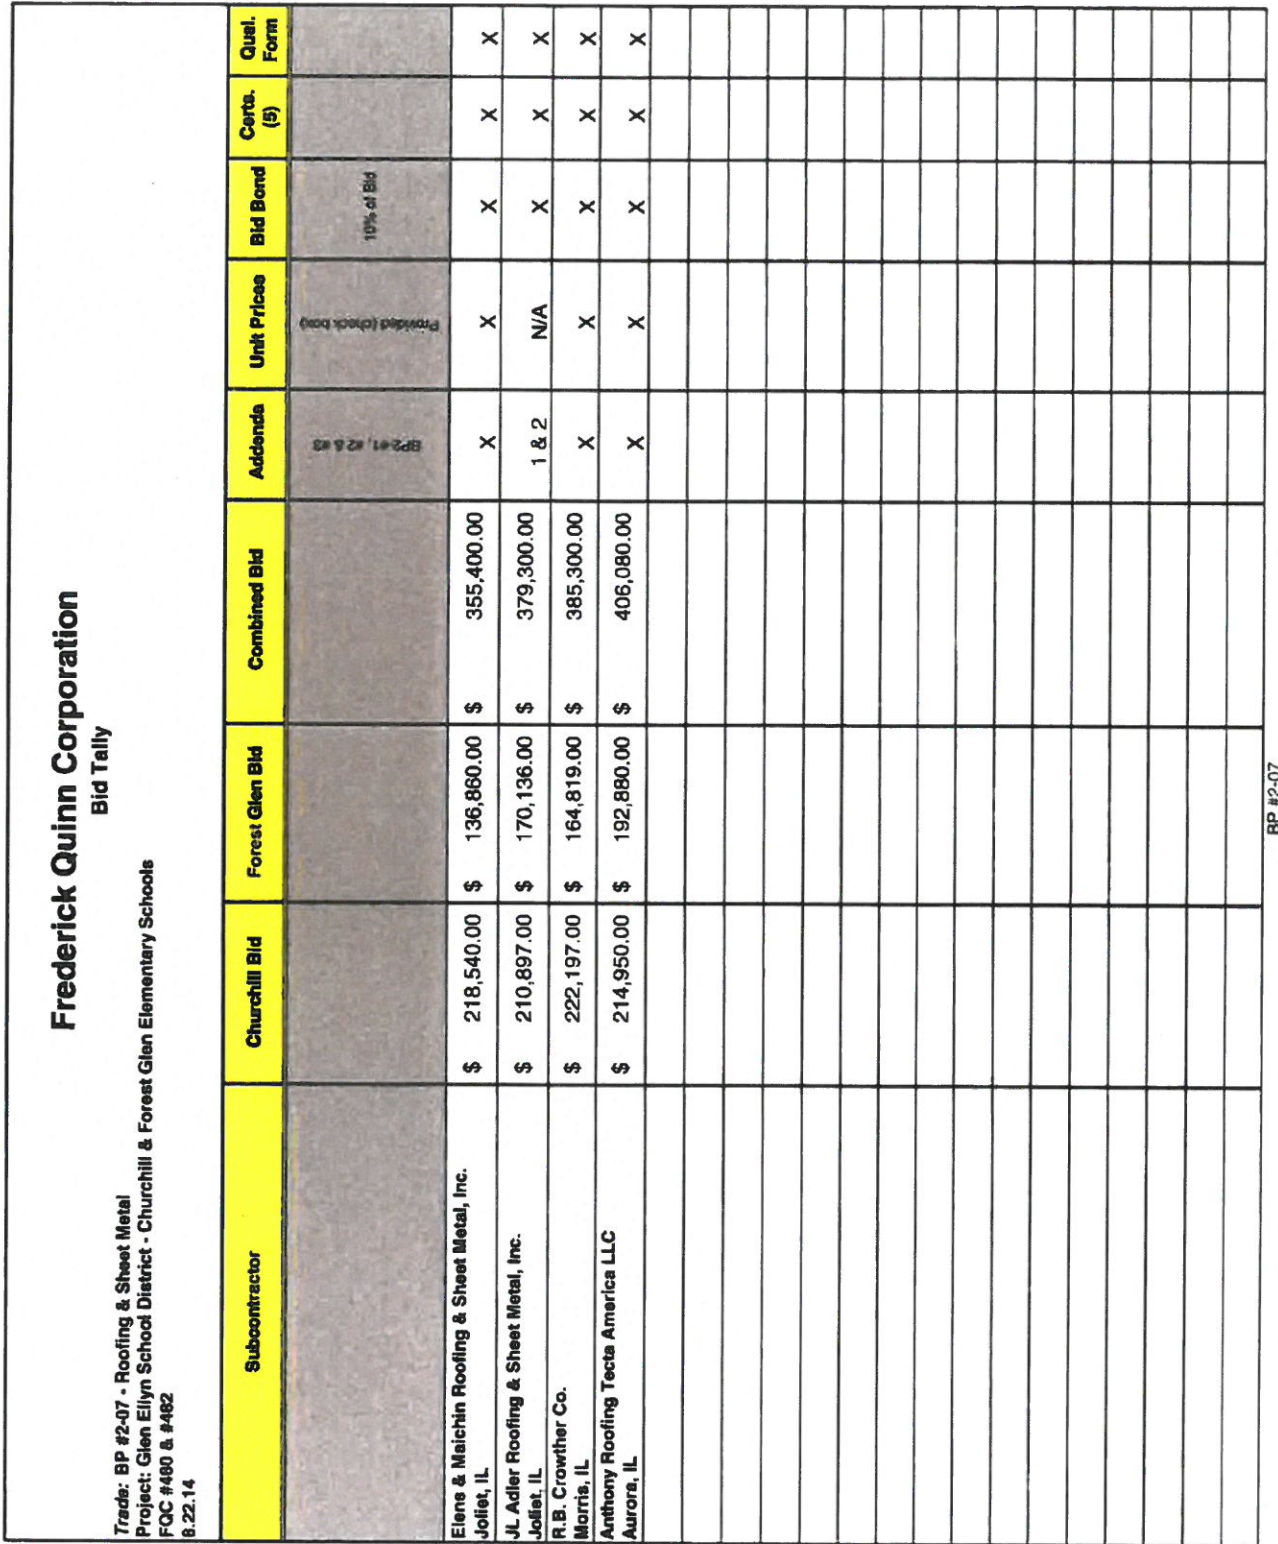 Frederick Quinn Corporation
Bid Tally
Trade: BP #2-07 - Roofing & Sheet Metal
Project: Glen Ellyn School District - Churchill & Forest Glen Elementary Schools
FQC #480 & #482
8.22.14
Subcontractor Churchill Bid Forest Glen Bid Combined Bid Addenda Unit Prices Bid Bond Certs. (5) Qual. Form
BP2-#1, #2 & #3 Provided (check box) 10% of Bid
Elens & Maichin Roofing & Sheet Metal, Inc.
Joliet, IL $ 218,540.00 $ 136,860.00 $ 355,400.00 X X X X X
JL Adler Roofing & Sheet Metal, Inc.
Joliet, IL $ 210,897.00 $ 170,136.00 $ 379,300.00 1 & 2 N/A X X X
R.B. Crowther Co.
Morris, IL $ 222,197.00 $ 164,819.00 $ 385,300.00 X X X X X
Anthony Roofing Tecta America LLC
Aurora, IL $ 214,950.00 $ 192,880.00 $ 406,080.00 X X X X X
BP #2-07